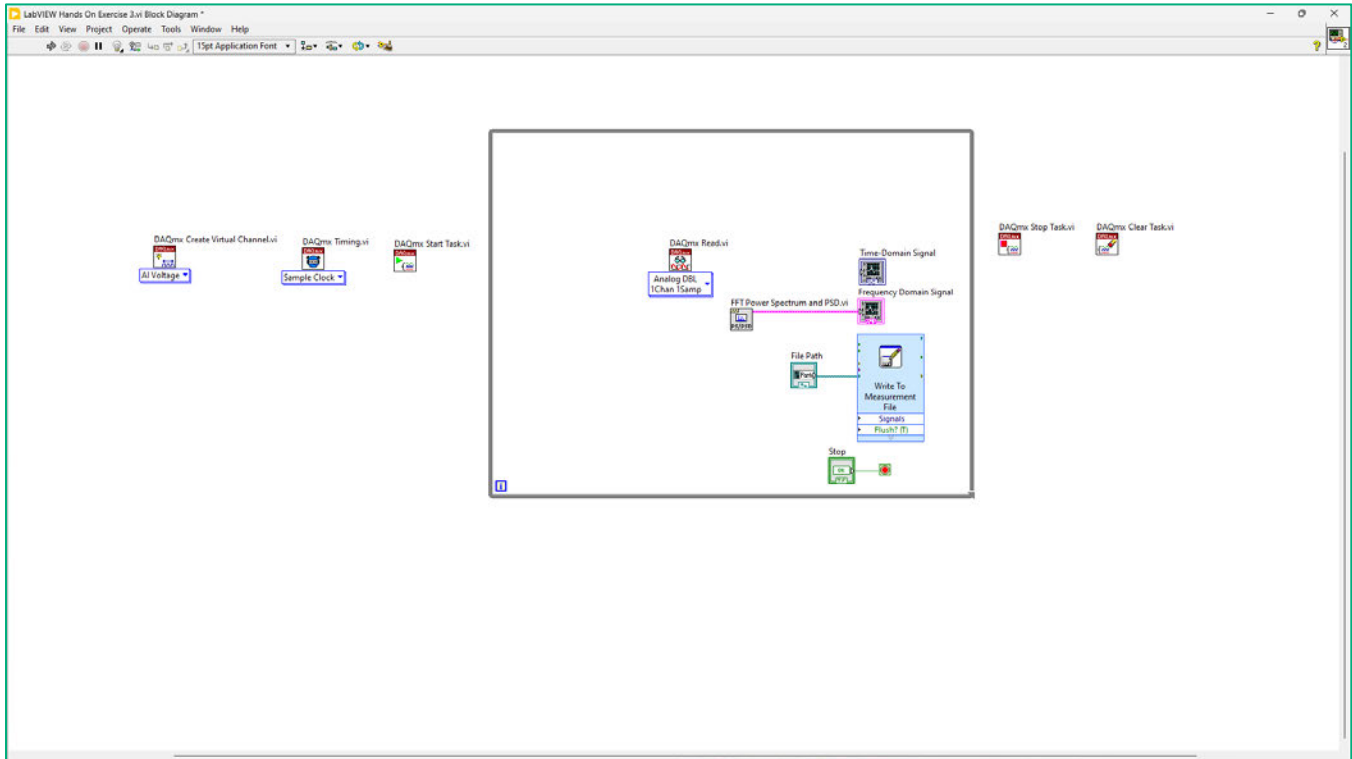 LabVIEW Hands On Exercise 3.vi Block Diagram *
File Edit View Project Operate Tools Window Help
15pt Application Font
2
DAQmx Create Virtual Channel.vi
AI Voltage
DAQmx Timing.vi
Sample Clock
DAQmx Start Task.vi
DAQmx Read.vi
Analog DBL
1Chan 1Samp
Time-Domain Signal
Frequency Domain Signal
FFT Power Spectrum and PSD.vi
File Path
Path
Write To
Measurement
File
Signals
Flush? (T)
Stop
i
DAQmx Stop Task.vi
DAQmx Clear Task.vi